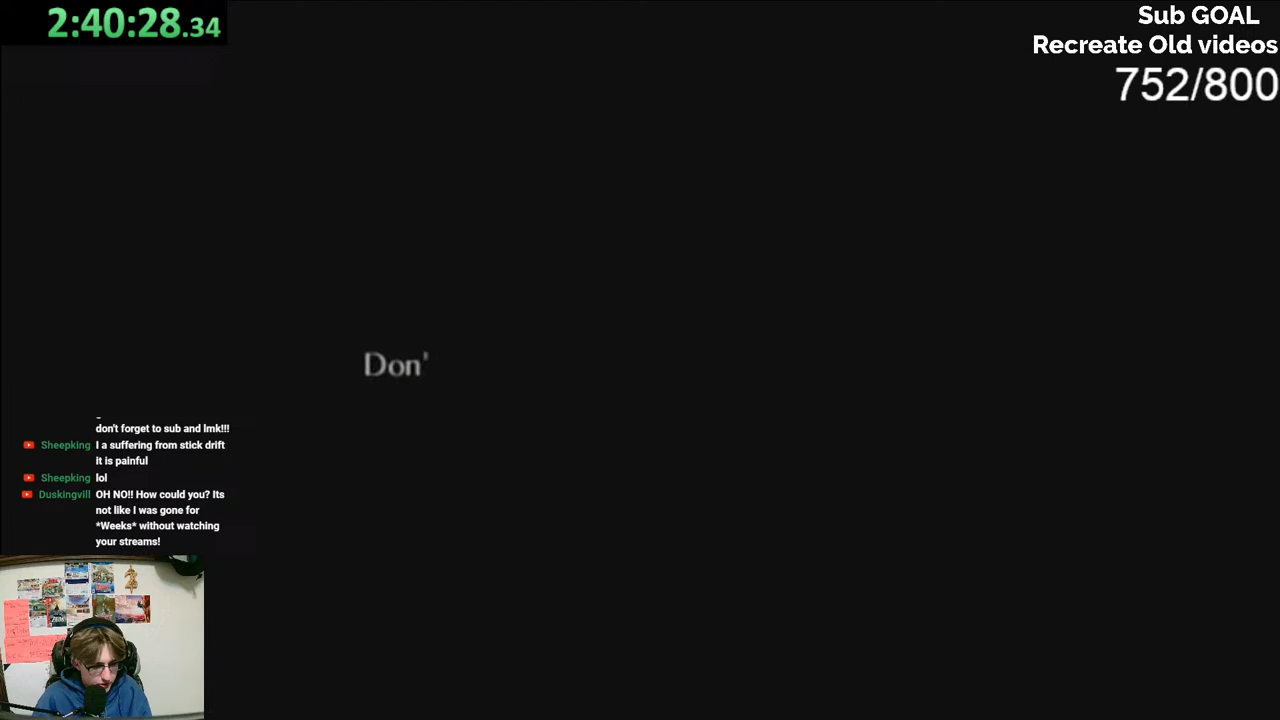 2:40:28.34
Sub GOAL
Recreate Old videos
752/800
Don'
don't forget to sub and lmk!!!
Sheepking I a suffering from stick drift
it is painful
Sheepking lol
Duskingvill OH NO!! How could you? Its
not like I was gone for
*Weeks* without watching
your streams!